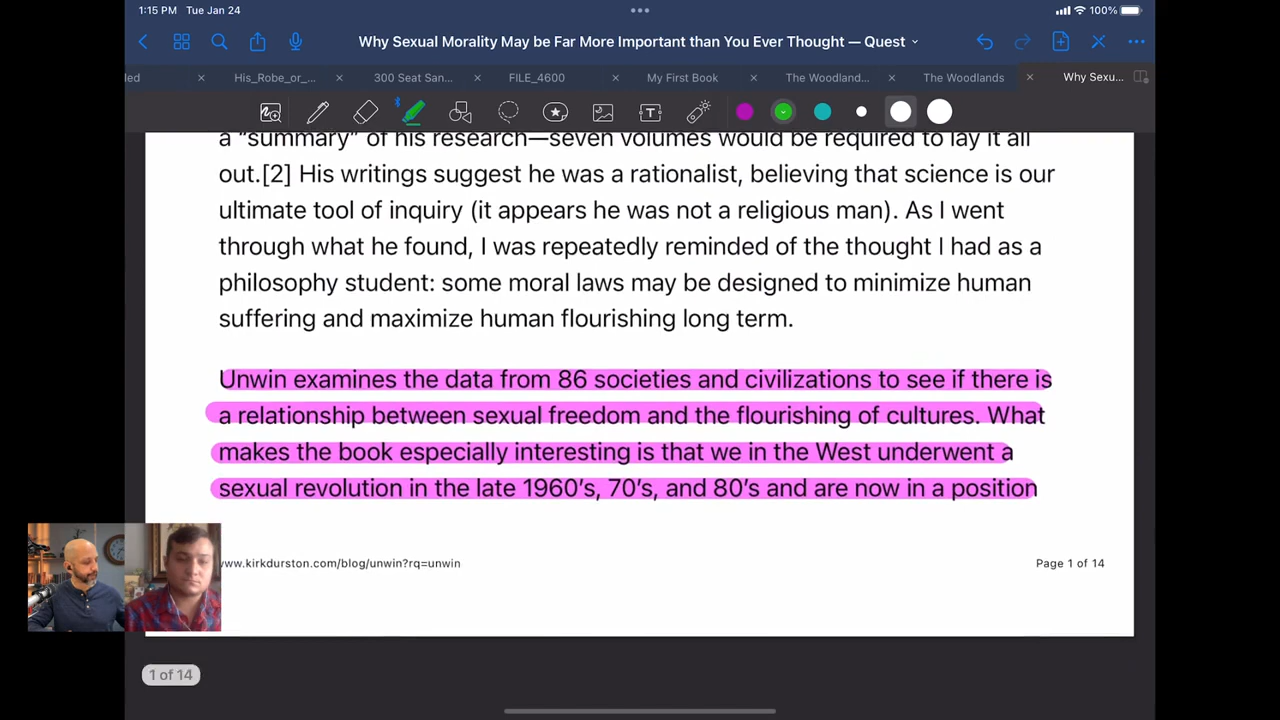 1:15 PM Tue Jan 24
100%
Why Sexual Morality May be Far More Important than You Ever Thought — Quest
led
His_Robe_or_...
300 Seat San...
FILE_4600
My First Book
The Woodland...
The Woodlands
Why Sexu...
a “summary” of his research—seven volumes would be required to lay it all
out.[2] His writings suggest he was a rationalist, believing that science is our
ultimate tool of inquiry (it appears he was not a religious man). As I went
through what he found, I was repeatedly reminded of the thought I had as a
philosophy student: some moral laws may be designed to minimize human
suffering and maximize human flourishing long term.
Unwin examines the data from 86 societies and civilizations to see if there is
a relationship between sexual freedom and the flourishing of cultures. What
makes the book especially interesting is that we in the West underwent a
sexual revolution in the late 1960’s, 70’s, and 80’s and are now in a position
www.kirkdurston.com/blog/unwin?rq=unwin
Page 1 of 14
1 of 14